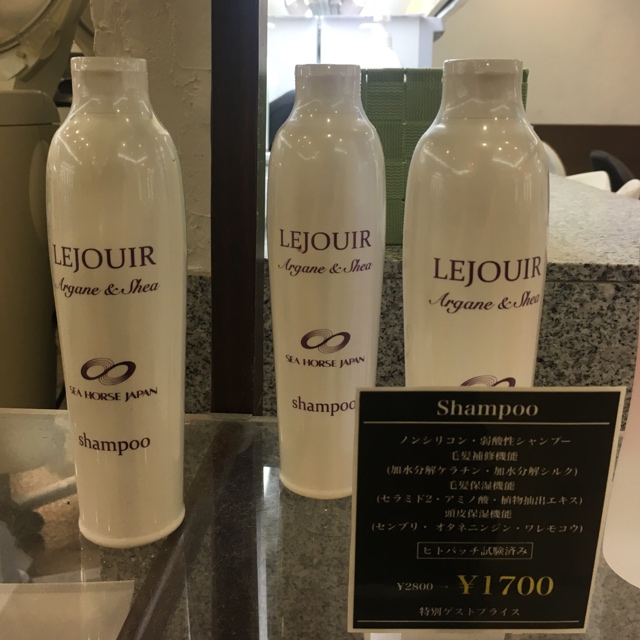 LEJOUIR
Argane & Shea
SEA HORSE JAPAN
shampoo
LEJOUIR
Argane & Shea
SEA HORSE JAPAN
shampoo
LEJOUIR
Argane & Shea
Shampoo
ノンシリコン・弱酸性シャンプー
毛髪補修機能
(加水分解ケラチン・加水分解シルク)
毛髪保湿機能
(セラミド2・アミノ酸・植物抽出エキス)
頭皮保湿機能
(センブリ・オタネニンジン・ワレモコウ)
ヒトパッチ試験済み
¥2800 → ¥1700
特別ゲストプライス